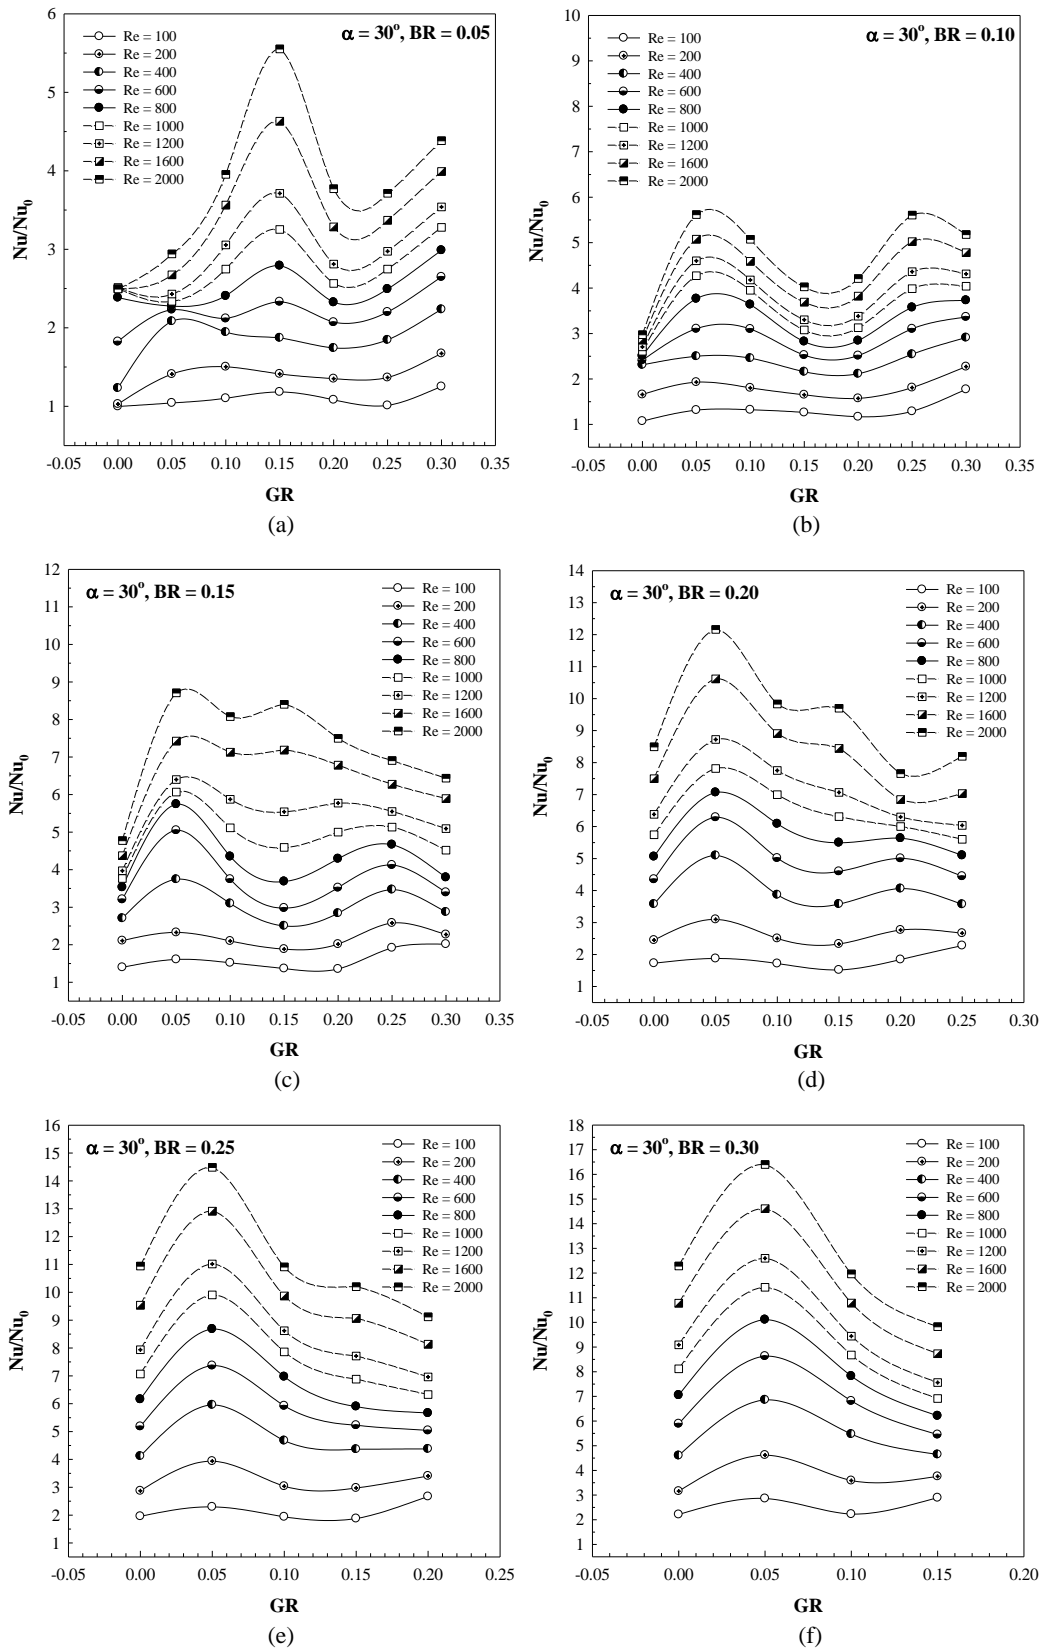 α = 30°, BR = 0.05
Re = 100
Re = 200
Re = 400
Re = 600
Re = 800
Re = 1000
Re = 1200
Re = 1600
Re = 2000
Nu/Nu₀
6
5
4
3
2
1
-0.05 0.00 0.05 0.10 0.15 0.20 0.25 0.30 0.35
GR
(a)
α = 30°, BR = 0.10
Re = 100
Re = 200
Re = 400
Re = 600
Re = 800
Re = 1000
Re = 1200
Re = 1600
Re = 2000
Nu/Nu₀
10
9
8
7
6
5
4
3
2
1
-0.05 0.00 0.05 0.10 0.15 0.20 0.25 0.30 0.35
GR
(b)
α = 30°, BR = 0.15
Re = 100
Re = 200
Re = 400
Re = 600
Re = 800
Re = 1000
Re = 1200
Re = 1600
Re = 2000
Nu/Nu₀
12
11
10
9
8
7
6
5
4
3
2
1
-0.05 0.00 0.05 0.10 0.15 0.20 0.25 0.30 0.35
GR
(c)
α = 30°, BR = 0.20
Re = 100
Re = 200
Re = 400
Re = 600
Re = 800
Re = 1000
Re = 1200
Re = 1600
Re = 2000
Nu/Nu₀
14
13
12
11
10
9
8
7
6
5
4
3
2
1
-0.05 0.00 0.05 0.10 0.15 0.20 0.25 0.30
GR
(d)
α = 30°, BR = 0.25
Re = 100
Re = 200
Re = 400
Re = 600
Re = 800
Re = 1000
Re = 1200
Re = 1600
Re = 2000
Nu/Nu₀
16
15
14
13
12
11
10
9
8
7
6
5
4
3
2
1
-0.05 0.00 0.05 0.10 0.15 0.20 0.25
GR
(e)
α = 30°, BR = 0.30
Re = 100
Re = 200
Re = 400
Re = 600
Re = 800
Re = 1000
Re = 1200
Re = 1600
Re = 2000
Nu/Nu₀
18
17
16
15
14
13
12
11
10
9
8
7
6
5
4
3
2
1
-0.05 0.00 0.05 0.10 0.15 0.20
GR
(f)